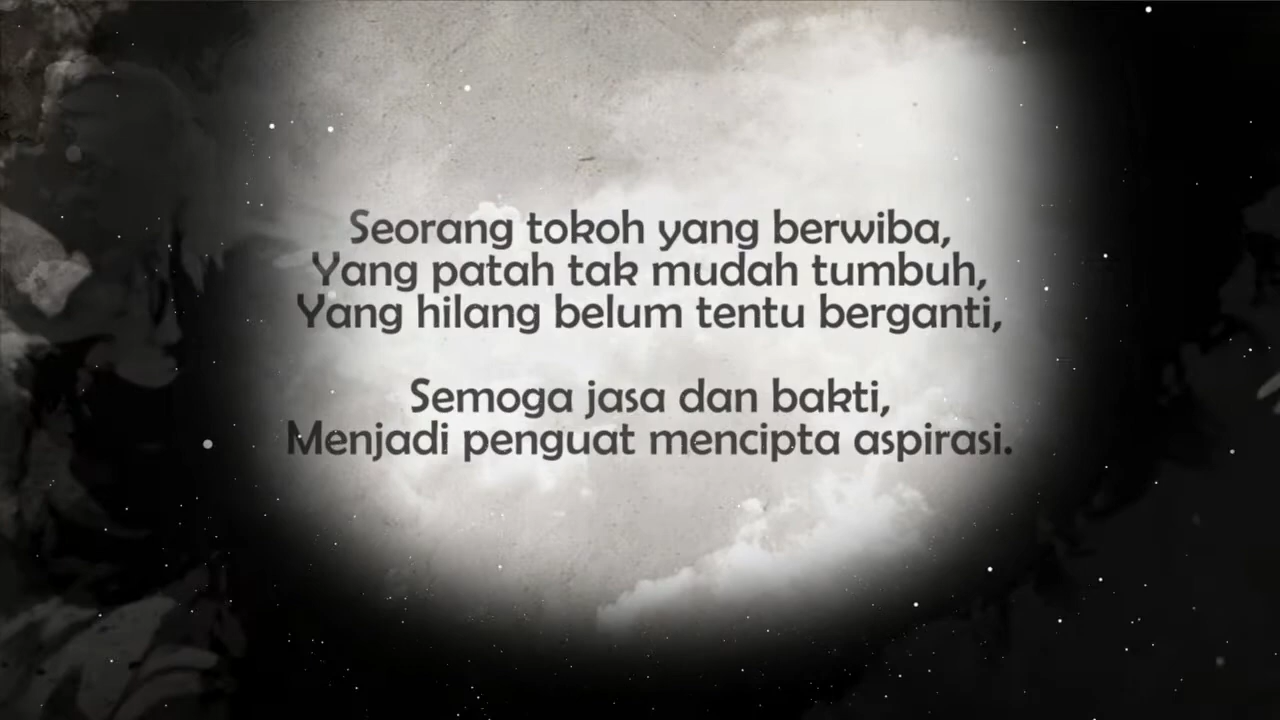 Seorang tokoh yang berwiba,
Yang patah tak mudah tumbuh,
Yang hilang belum tentu berganti,
Semoga jasa dan bakti,
Menjadi penguat mencipta aspirasi.